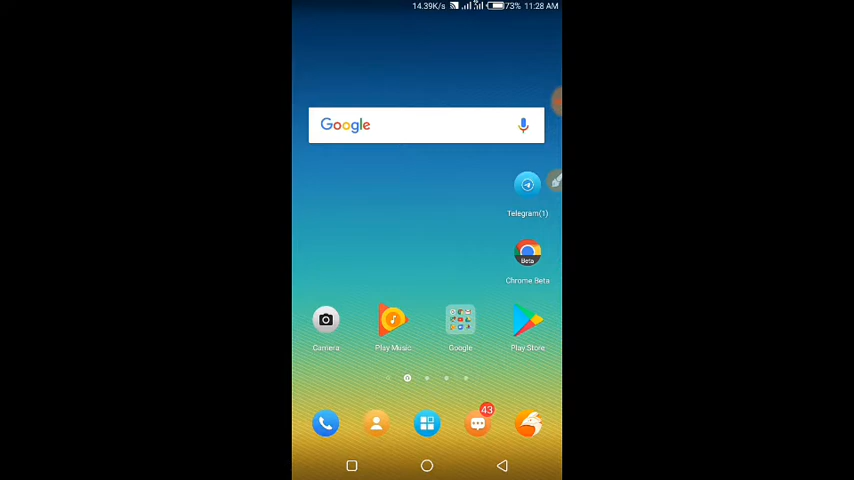 14.39K/s 73% 11:28 AM
Google
Telegram(1)
Beta
Chrome Beta
Camera Play Music Google Play Store
43